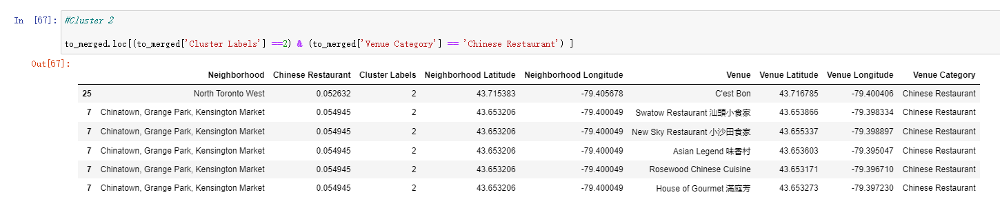 In [67]: #Cluster 2
to_merged.loc[(to_merged['Cluster Labels'] ==2) & (to_merged['Venue Category'] == 'Chinese Restaurant') ]
Out[67]:
Neighborhood Chinese Restaurant Cluster Labels Neighborhood Latitude Neighborhood Longitude Venue Venue Latitude Venue Longitude Venue Category
25 North Toronto West 0.052632 2 43.715383 -79.405678 C'est Bon 43.716785 -79.400406 Chinese Restaurant
7 Chinatown, Grange Park, Kensington Market 0.054945 2 43.653206 -79.400049 Swatow Restaurant 汕頭小食家 43.653866 -79.398334 Chinese Restaurant
7 Chinatown, Grange Park, Kensington Market 0.054945 2 43.653206 -79.400049 New Sky Restaurant 小沙田食家 43.655337 -79.398897 Chinese Restaurant
7 Chinatown, Grange Park, Kensington Market 0.054945 2 43.653206 -79.400049 Asian Legend 味香村 43.653603 -79.395047 Chinese Restaurant
7 Chinatown, Grange Park, Kensington Market 0.054945 2 43.653206 -79.400049 Rosewood Chinese Cuisine 43.653171 -79.396710 Chinese Restaurant
7 Chinatown, Grange Park, Kensington Market 0.054945 2 43.653206 -79.400049 House of Gourmet 滿庭芳 43.653273 -79.397230 Chinese Restaurant